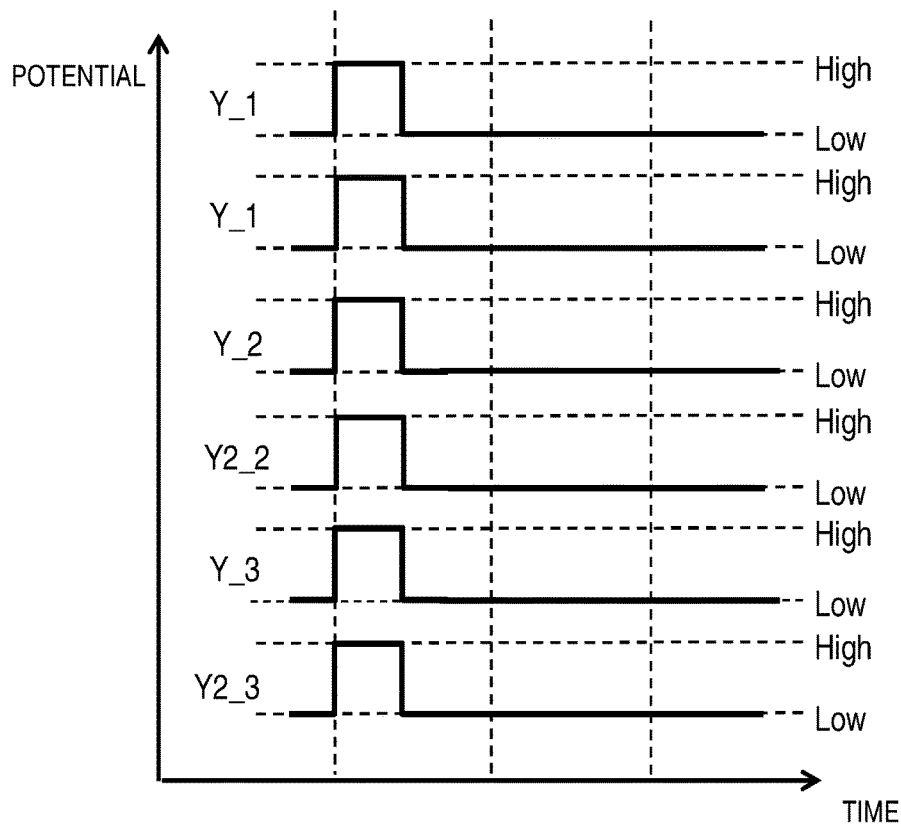 POTENTIAL
High
Y_1
Low
High
Y_1
Low
High
Y_2
Low
High
Y2_2
Low
High
Y_3
Low
High
Y2_3
Low
TIME